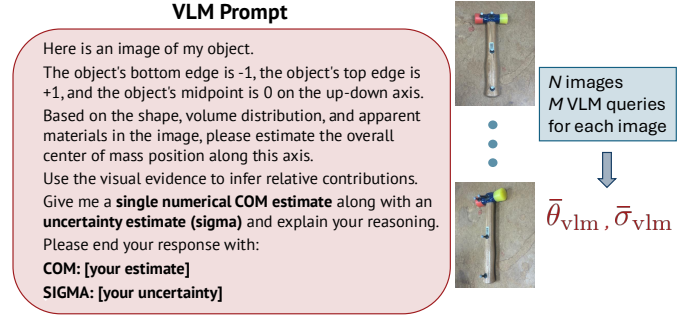 VLM Prompt
Here is an image of my object.
The object's bottom edge is -1, the object's top edge is
+1, and the object's midpoint is 0 on the up-down axis.
Based on the shape, volume distribution, and apparent
materials in the image, please estimate the overall
center of mass position along this axis.
Use the visual evidence to infer relative contributions.
Give me a single numerical COM estimate along with an
uncertainty estimate (sigma) and explain your reasoning.
Please end your response with:
COM: [your estimate]
SIGMA: [your uncertainty]
N images
M VLM queries
for each image
θ̄_vlm , σ̄_vlm